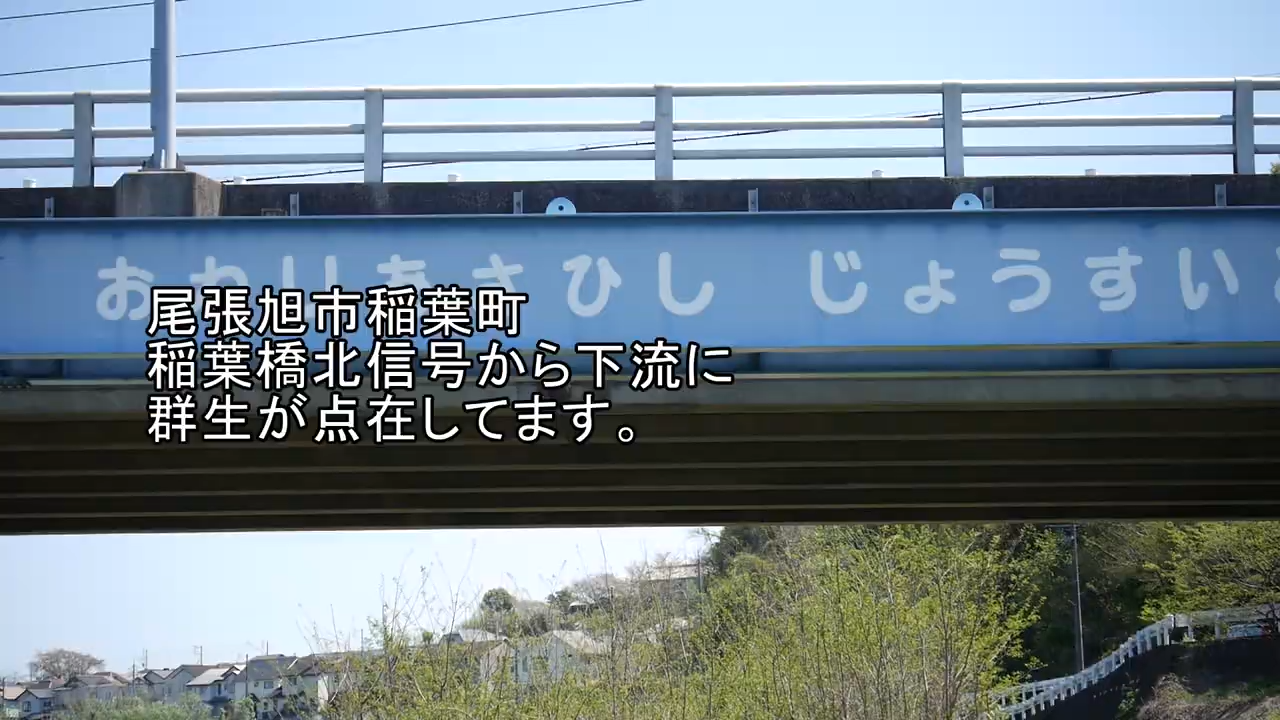 おわりあさひし じょうすい
尾張旭市稲葉町
稲葉橋北信号から下流に
群生が点在してます。